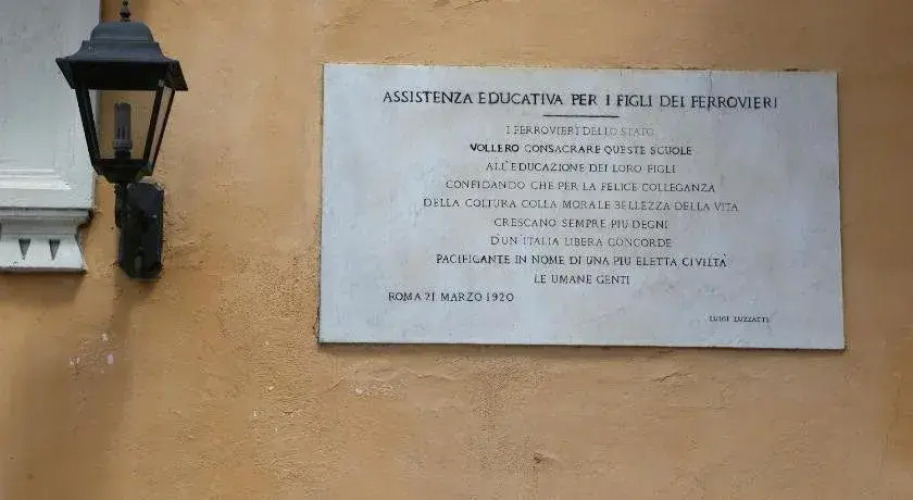 ASSISTENZA EDUCATIVA PER I FIGLI DEI FERROVIERI
I FERROVIERI DELLO STATO
VOLLERO CONSACRARE QUESTE SCUOLE
ALL'EDUCAZIONE DEI LORO FIGLI
CONFIDANDO CHE PER LA FELICE COLLEGANZA
DELLA COLTURA COLLA MORALE BELLEZZA DELLA VITA
CRESCANO SEMPRE PIU DEGNI
D'UN ITALIA LIBERA CONCORDE
PACIFICANTE IN NOME DI UNA PIU ELETTA CIVILTA'
LE UMANE GENTI
ROMA 21 MARZO 1920
LUIGI LUZZATTI